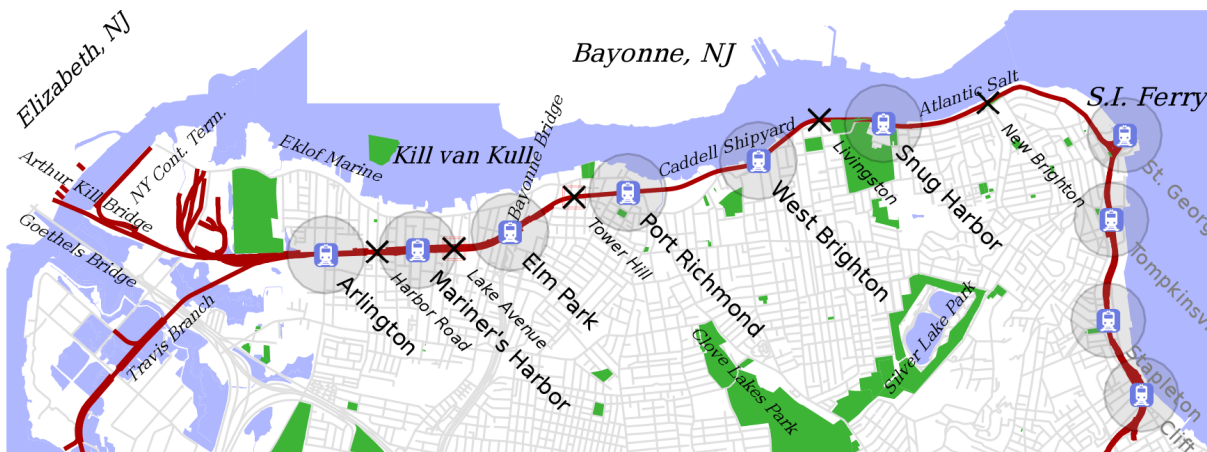 Elizabeth, NJ
Bayonne, NJ
S.I. Ferry
Arthur Kill Bridge
NY Cont. Term.
Eklof Marine
Kill van Kull
Bayonne Bridge
Caddell Shipyard
Atlantic Salt
Goethels Bridge
Travis Branch
Arlington
Harbor Road
Mariner's Harbor
Lake Avenue
Elm Park
Tower Hill
Port Richmond
West Brighton
Livingston
Snug Harbor
New Brighton
St. Georg
Tompkinsvi
Stapleton
Clift
Clove Lakes Park
Silver Lake Park